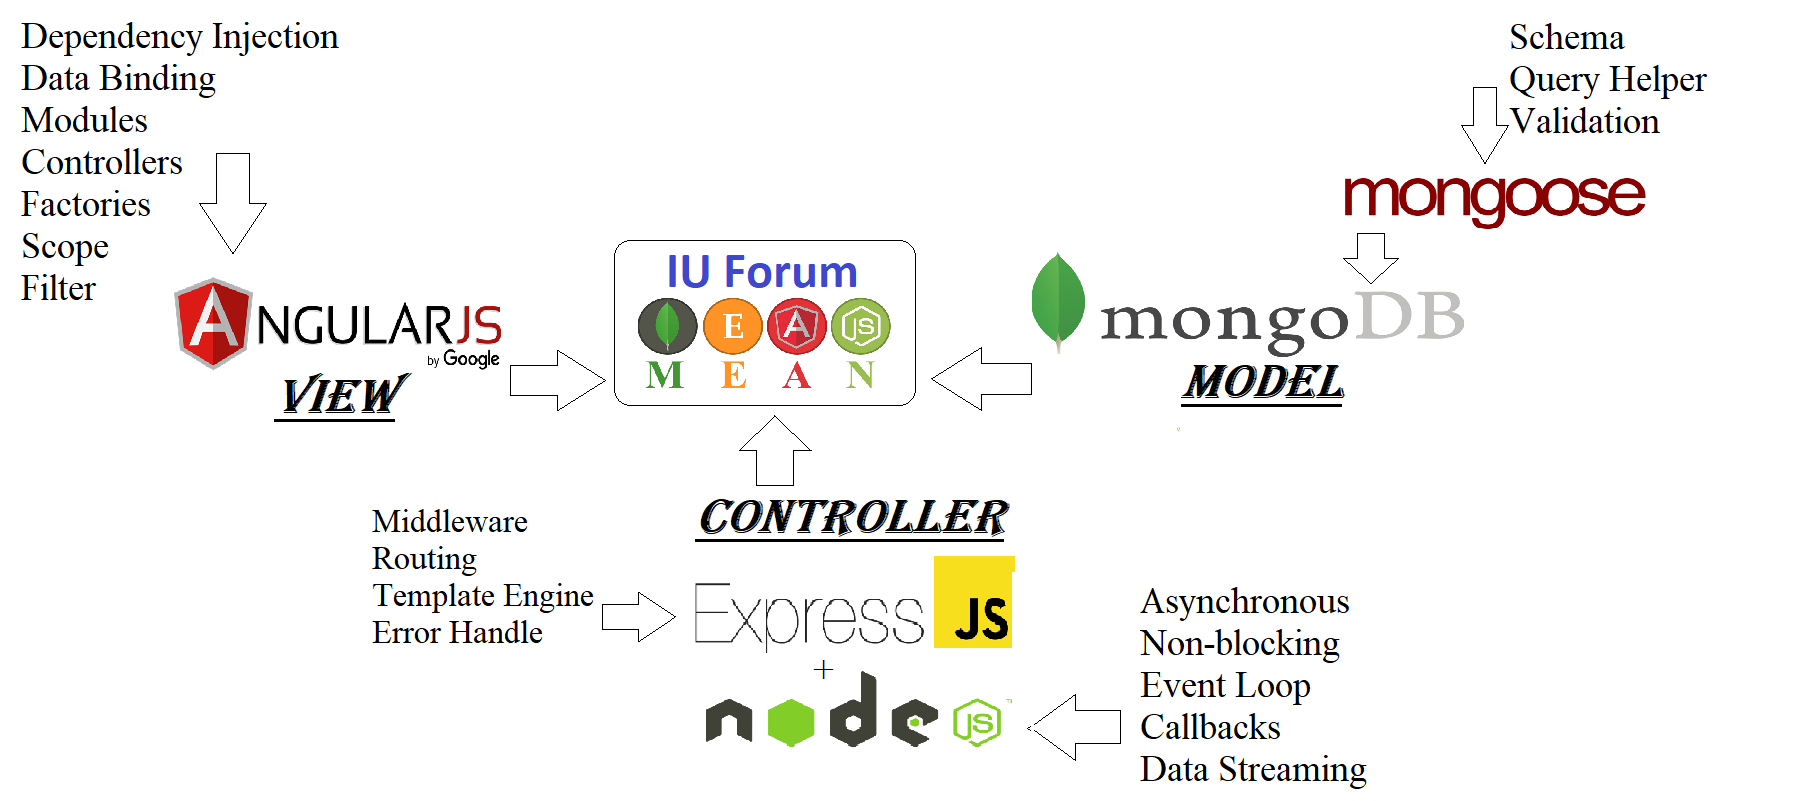 Dependency Injection
Data Binding
Modules
Controllers
Factories
Scope
Filter
ANGULARJS
by Google
VIEW
IU Forum
E A JS
M E A N
Schema
Query Helper
Validation
mongoose
mongoDB
MODEL
CONTROLLER
Middleware
Routing
Template Engine
Error Handle
Express JS
+
node JS ™
Asynchronous
Non-blocking
Event Loop
Callbacks
Data Streaming